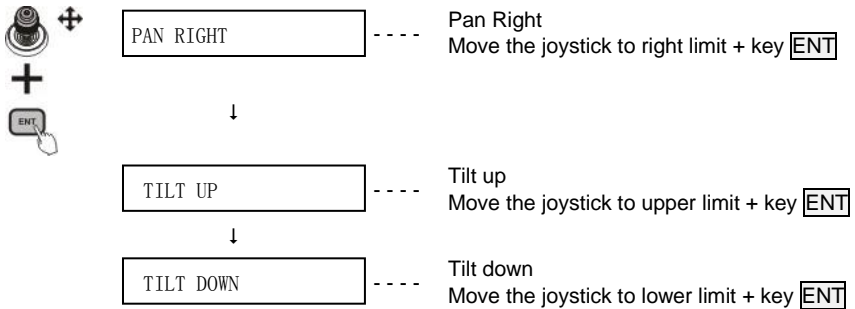 PAN RIGHT - - - - Pan Right
Move the joystick to right limit + key ENT
ENT
↓
TILT UP - - - - Tilt up
Move the joystick to upper limit + key ENT
↓
TILT DOWN - - - - Tilt down
Move the joystick to lower limit + key ENT